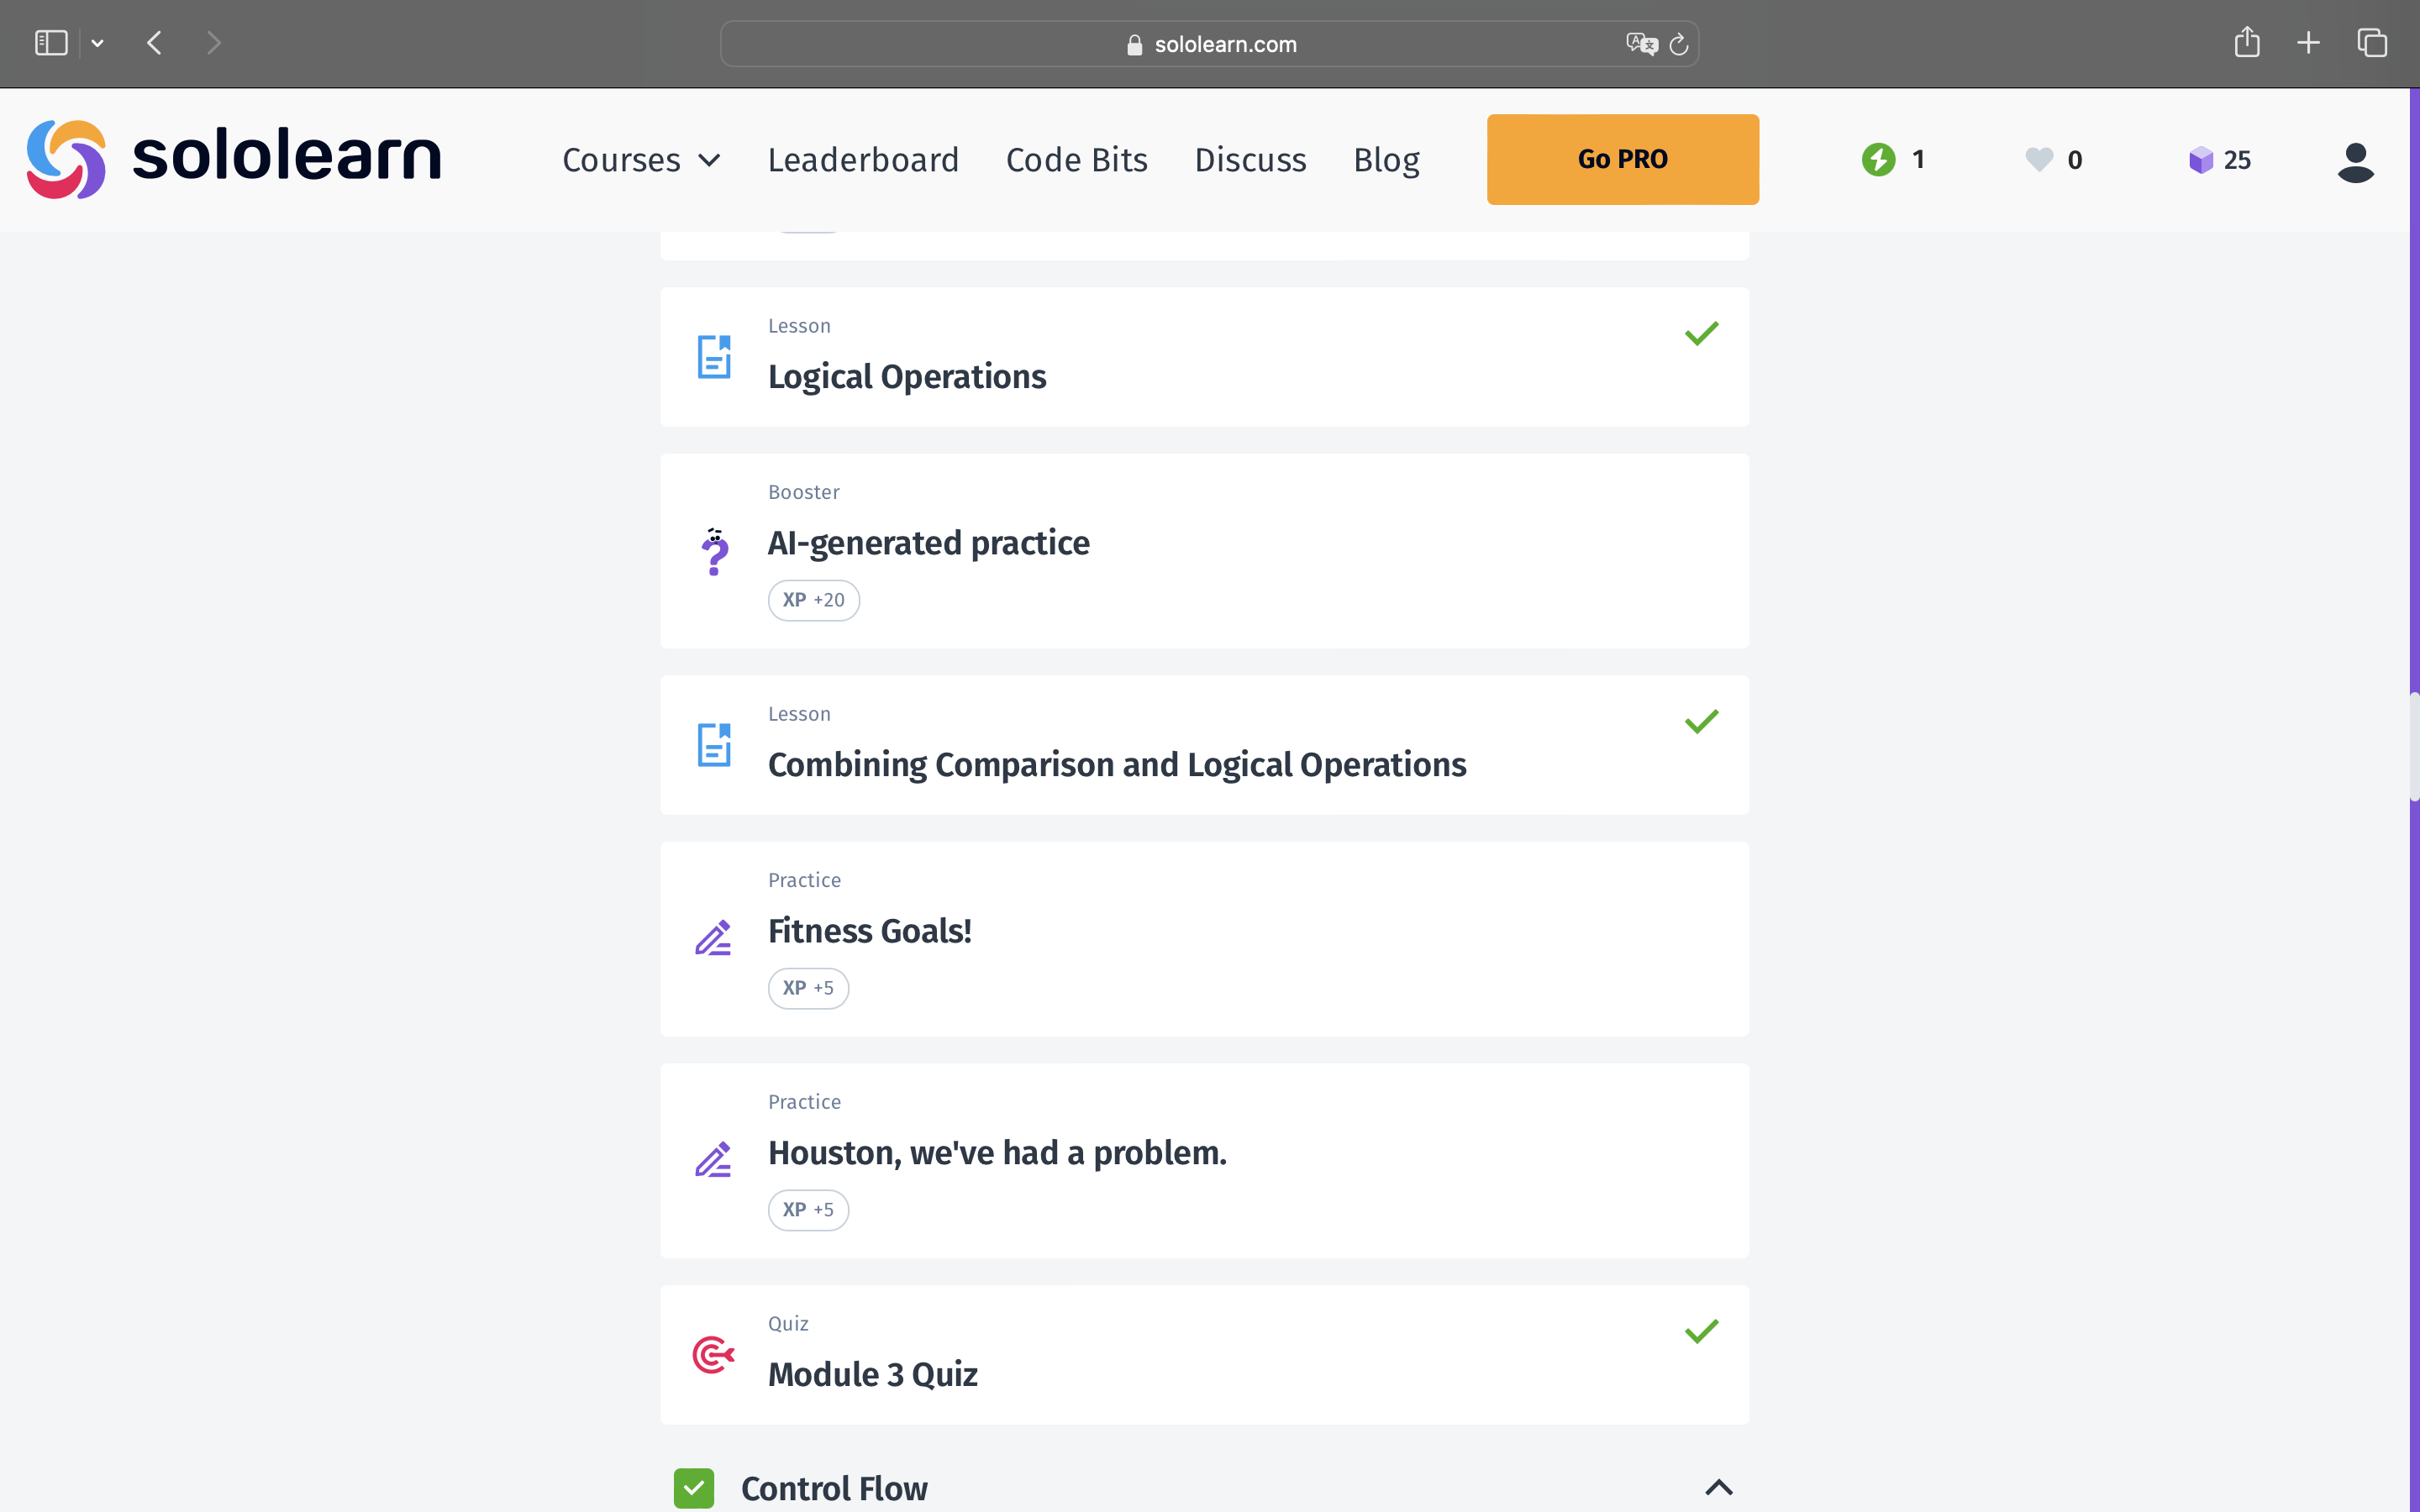 sololearn.com
sololearn
Courses
Leaderboard
Code Bits
Discuss
Blog
Go PRO
1
0
25
Lesson
Logical Operations
Booster
AI-generated practice
XP +20
Lesson
Combining Comparison and Logical Operations
Practice
Fitness Goals!
XP +5
Practice
Houston, we've had a problem.
XP +5
Quiz
Module 3 Quiz
Control Flow